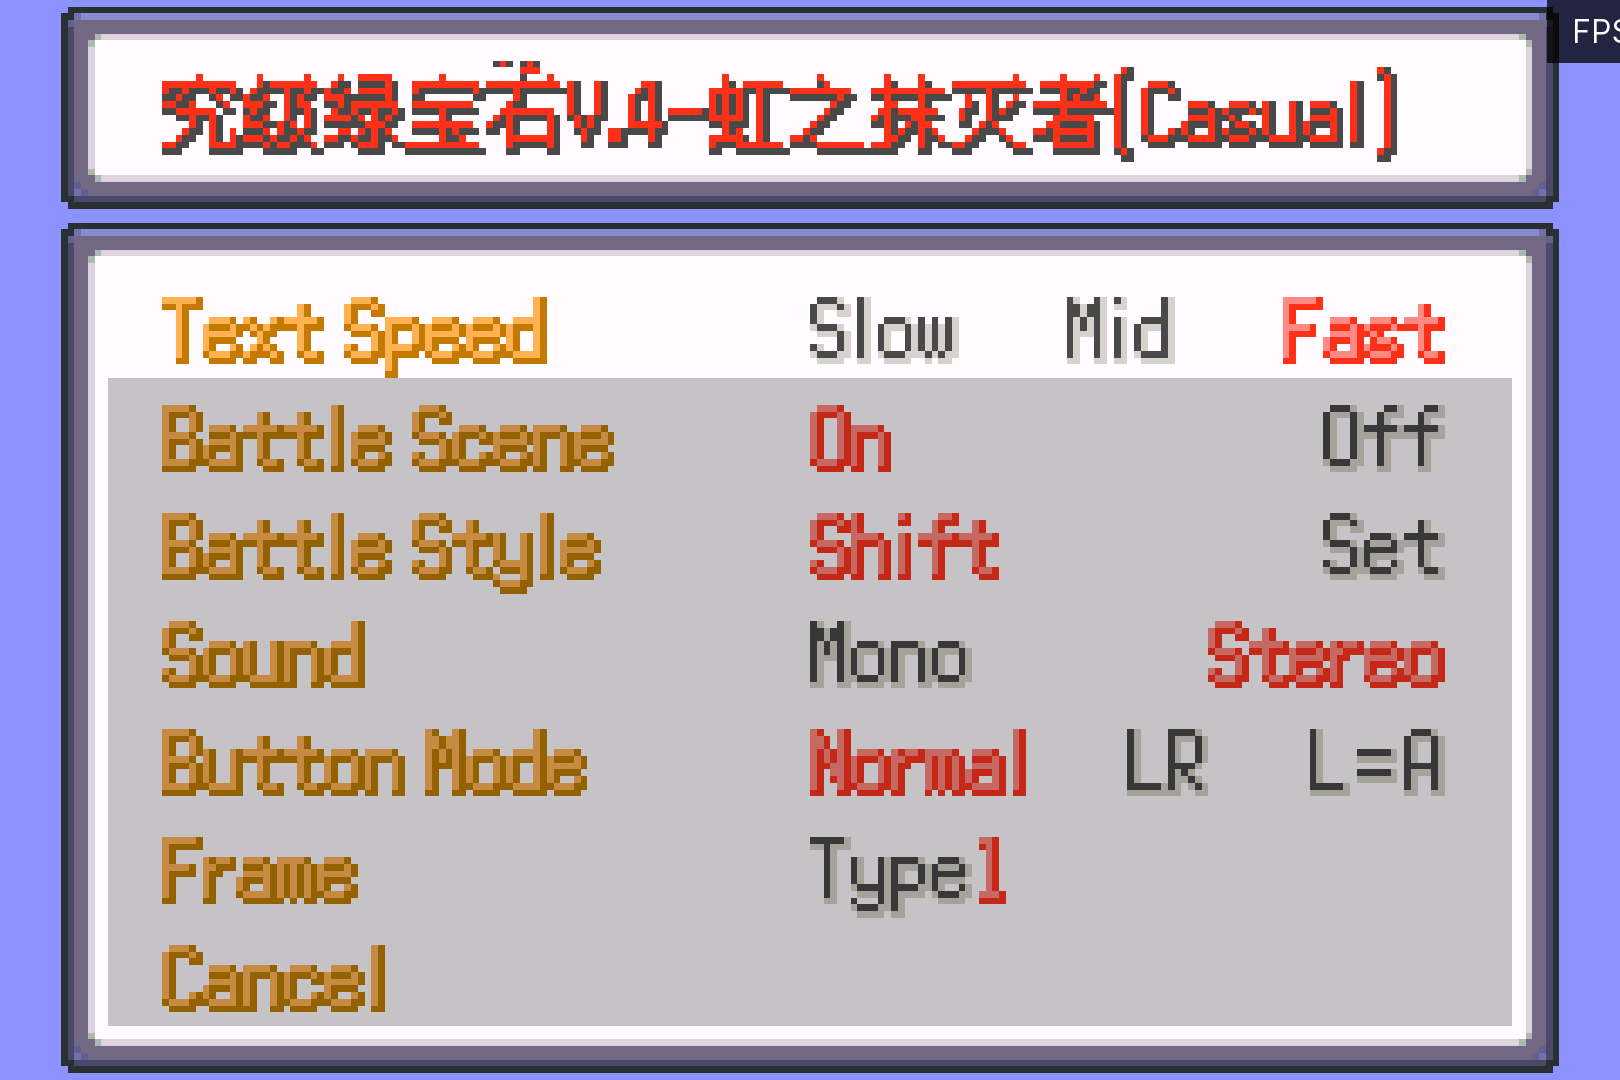 究级绿宝石V.4-虹之抹灭者(Casual)
Text Speed Slow Mid Fast
Battle Scene On Off
Battle Style Shift Set
Sound Mono Stereo
Button Mode Normal LR L=A
Frame Type1
Cancel